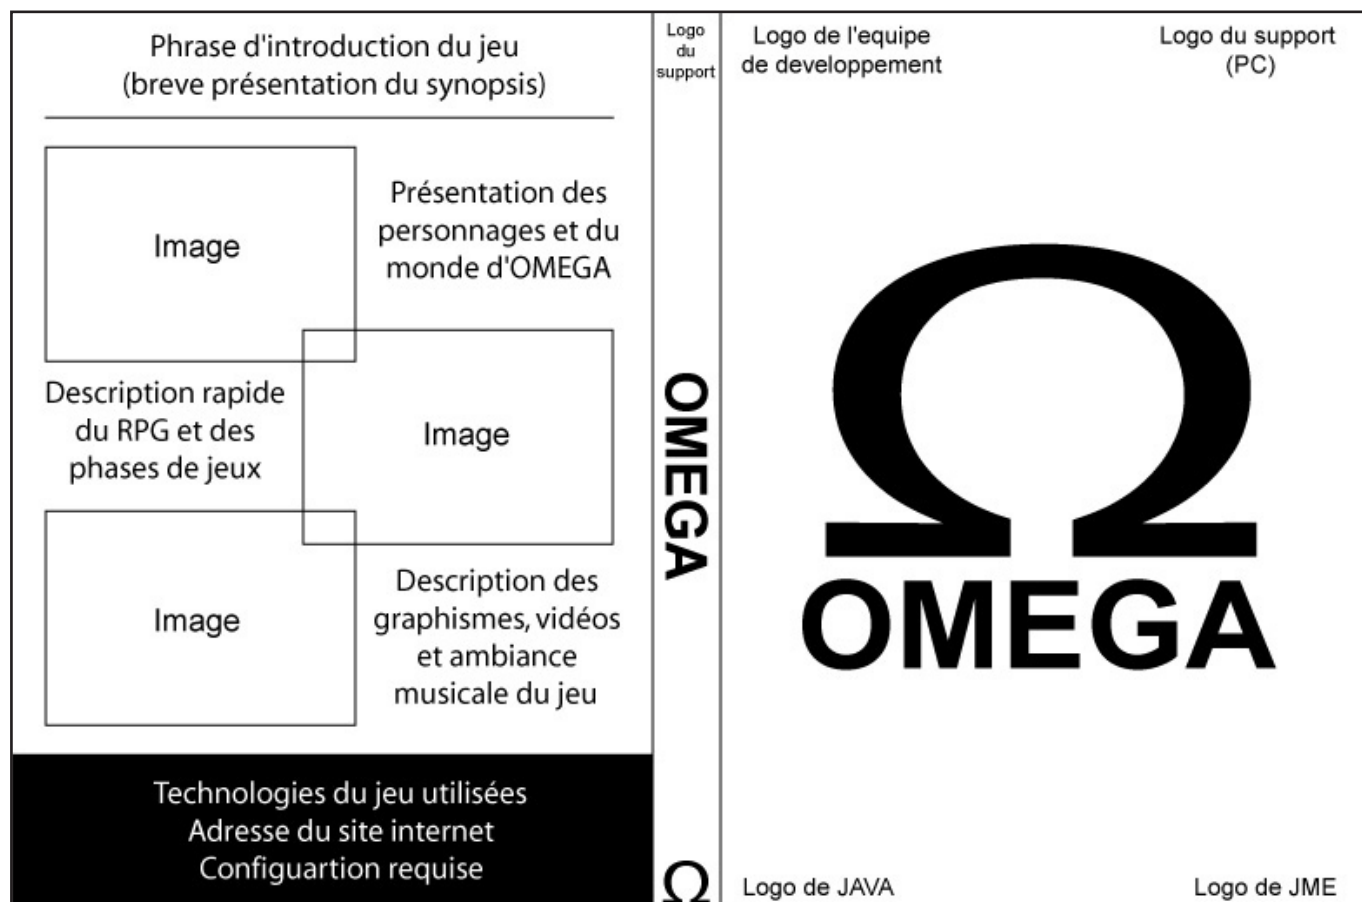 Phrase d'introduction du jeu
(breve présentation du synopsis)
Image
Présentation des
personnages et du
monde d'OMEGA
Description rapide
du RPG et des
phases de jeux
Image
Image
Description des
graphismes, vidéos
et ambiance
musicale du jeu
Technologies du jeu utilisées
Adresse du site internet
Configuartion requise
Logo
du
support
OMEGA
Ω
Logo de l'equipe
de developpement
Logo du support
(PC)
Ω
OMEGA
Logo de JAVA
Logo de JME